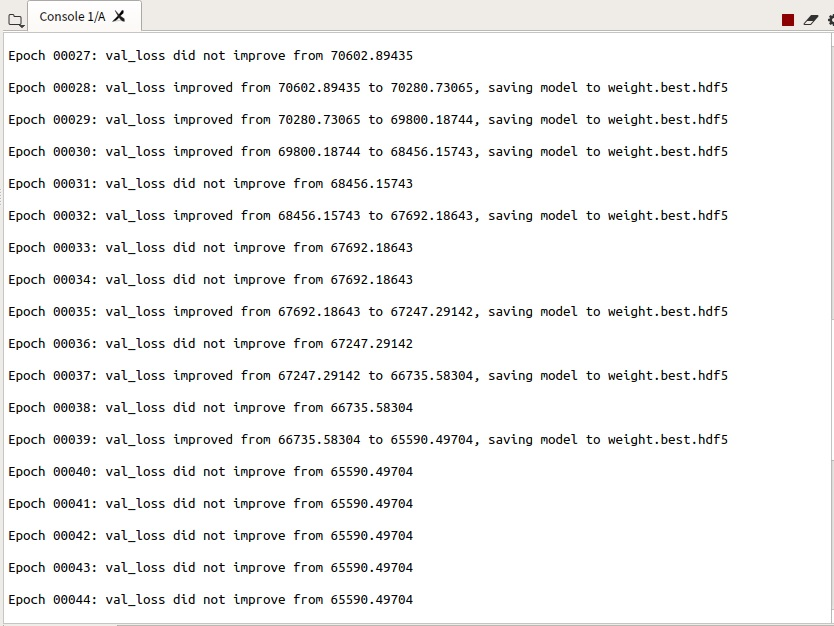 Console 1/A
Epoch 00027: val_loss did not improve from 70602.89435
Epoch 00028: val_loss improved from 70602.89435 to 70280.73065, saving model to weight.best.hdf5
Epoch 00029: val_loss improved from 70280.73065 to 69800.18744, saving model to weight.best.hdf5
Epoch 00030: val_loss improved from 69800.18744 to 68456.15743, saving model to weight.best.hdf5
Epoch 00031: val_loss did not improve from 68456.15743
Epoch 00032: val_loss improved from 68456.15743 to 67692.18643, saving model to weight.best.hdf5
Epoch 00033: val_loss did not improve from 67692.18643
Epoch 00034: val_loss did not improve from 67692.18643
Epoch 00035: val_loss improved from 67692.18643 to 67247.29142, saving model to weight.best.hdf5
Epoch 00036: val_loss did not improve from 67247.29142
Epoch 00037: val_loss improved from 67247.29142 to 66735.58304, saving model to weight.best.hdf5
Epoch 00038: val_loss did not improve from 66735.58304
Epoch 00039: val_loss improved from 66735.58304 to 65590.49704, saving model to weight.best.hdf5
Epoch 00040: val_loss did not improve from 65590.49704
Epoch 00041: val_loss did not improve from 65590.49704
Epoch 00042: val_loss did not improve from 65590.49704
Epoch 00043: val_loss did not improve from 65590.49704
Epoch 00044: val_loss did not improve from 65590.49704